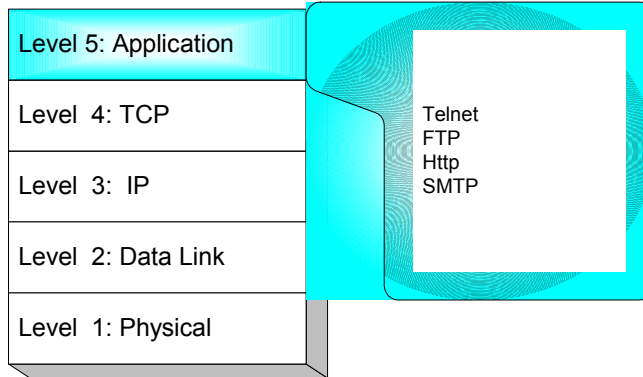 Level 5: Application
Level 4: TCP
Level 3: IP
Level 2: Data Link
Level 1: Physical
Telnet
FTP
Http
SMTP